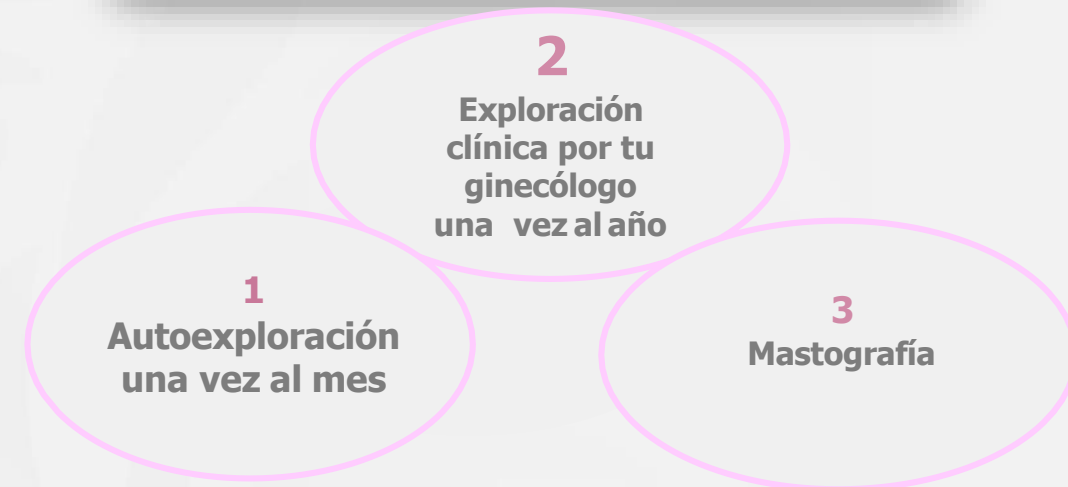 2
Exploración
clínica por tu
ginecólogo
una vez al año
1
Autoexploración
una vez al mes
3
Mastografía